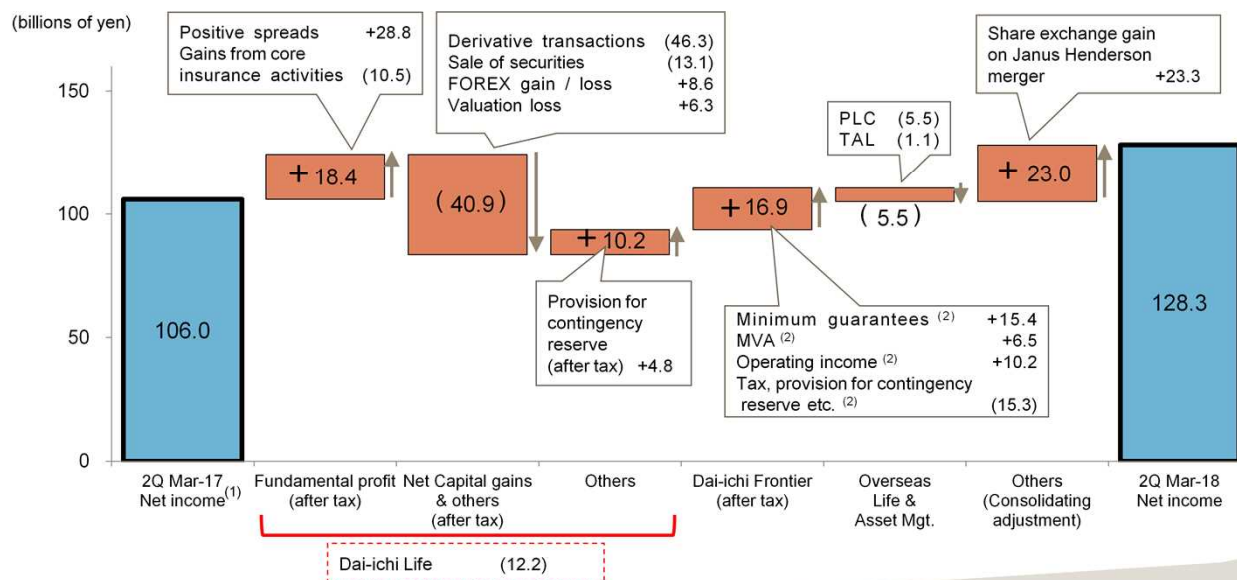 (billions of yen)
Positive spreads +28.8
Gains from core
insurance activities (10.5)
Derivative transactions (46.3)
Sale of securities (13.1)
FOREX gain / loss +8.6
Valuation loss +6.3
Share exchange gain
on Janus Henderson
merger +23.3
PLC (5.5)
TAL (1.1)
150
100
50
0
106.0
+ 18.4
(40.9)
+ 10.2
+ 16.9
(5.5)
+ 23.0
128.3
Provision for
contingency
reserve
(after tax) +4.8
Minimum guarantees (2) +15.4
MVA (2) +6.5
Operating income (2) +10.2
Tax, provision for contingency
reserve etc. (2) (15.3)
2Q Mar-17
Net income(1)
Fundamental profit
(after tax)
Net Capital gains
& others
(after tax)
Others
Dai-ichi Frontier
(after tax)
Overseas
Life &
Asset Mgt.
Others
(Consolidating
adjustment)
2Q Mar-18
Net income
Dai-ichi Life (12.2)